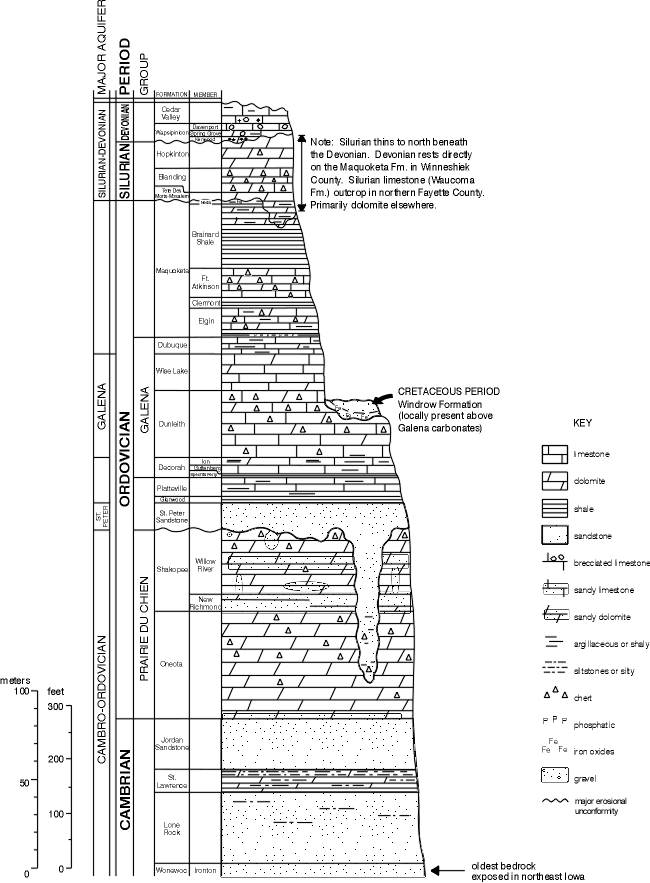 MAJOR AQUIFER
PERIOD
GROUP
FORMATION
MEMBER
SILURIAN-DEVONIAN
GALENA
ST. PETER
CAMBRO-ORDOVICIAN
DEVONIAN
SILURIAN
ORDOVICIAN
CAMBRIAN
GALENA
PRAIRIE DU CHIEN
Cedar
Valley
Wapsipinicon
Davenport
Spring Grove
Hopkinton
Blanding
Tete Des
Morts-Mosalem
Maquoketa
Brainard
Shale
Ft.
Atkinson
Clermont
Elgin
Dubuque
Wise Lake
Dunleith
Decorah
Ion
Guttenberg
Platteville
Glenwood
St. Peter
Sandstone
Shakopee
Willow
River
New
Richmond
Oneota
Jordan
Sandstone
St.
Lawrence
Lone
Rock
Wonewoc
Ironton
Note: Silurian thins to north beneath
the Devonian. Devonian rests directly
on the Maquoketa Fm. in Winneshiek
County. Silurian limestone (Waucoma
Fm.) outcrop in northern Fayette County.
Primarily dolomite elsewhere.
CRETACEOUS PERIOD
Windrow Formation
(locally present above
Galena carbonates)
KEY
limestone
dolomite
shale
sandstone
brecciated limestone
sandy limestone
sandy dolomite
argillaceous or shaly
siltstones or silty
chert
P P P
phosphatic
Fe
Fe Fe
iron oxides
gravel
major erosional
unconformity
meters
feet
100
50
0
300
200
100
0
oldest bedrock
exposed in northeast Iowa